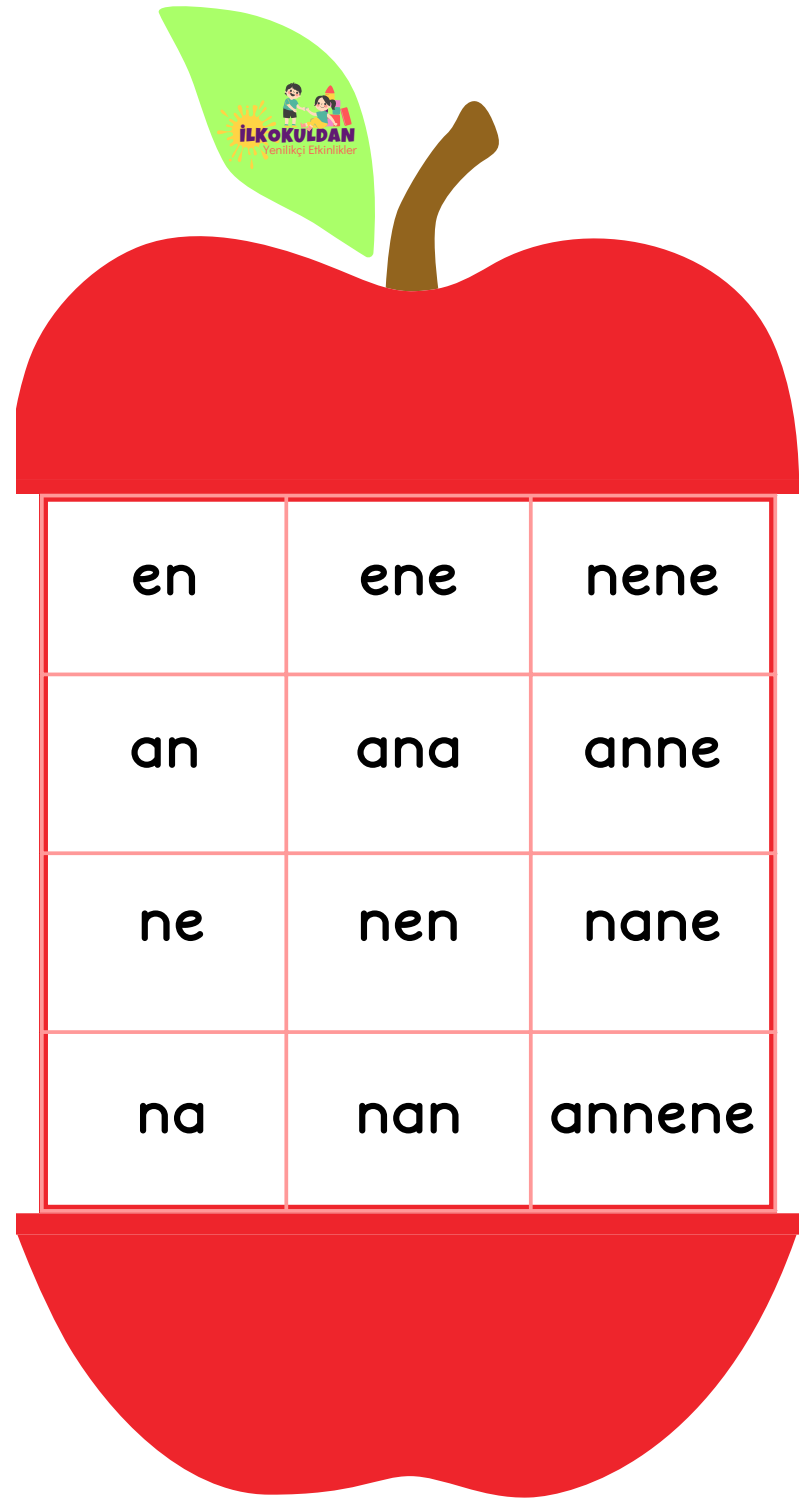 İLKOKULDAN
Yenilikçi Etkinlikler
en ene nene
an ana anne
ne nen nane
na nan annene